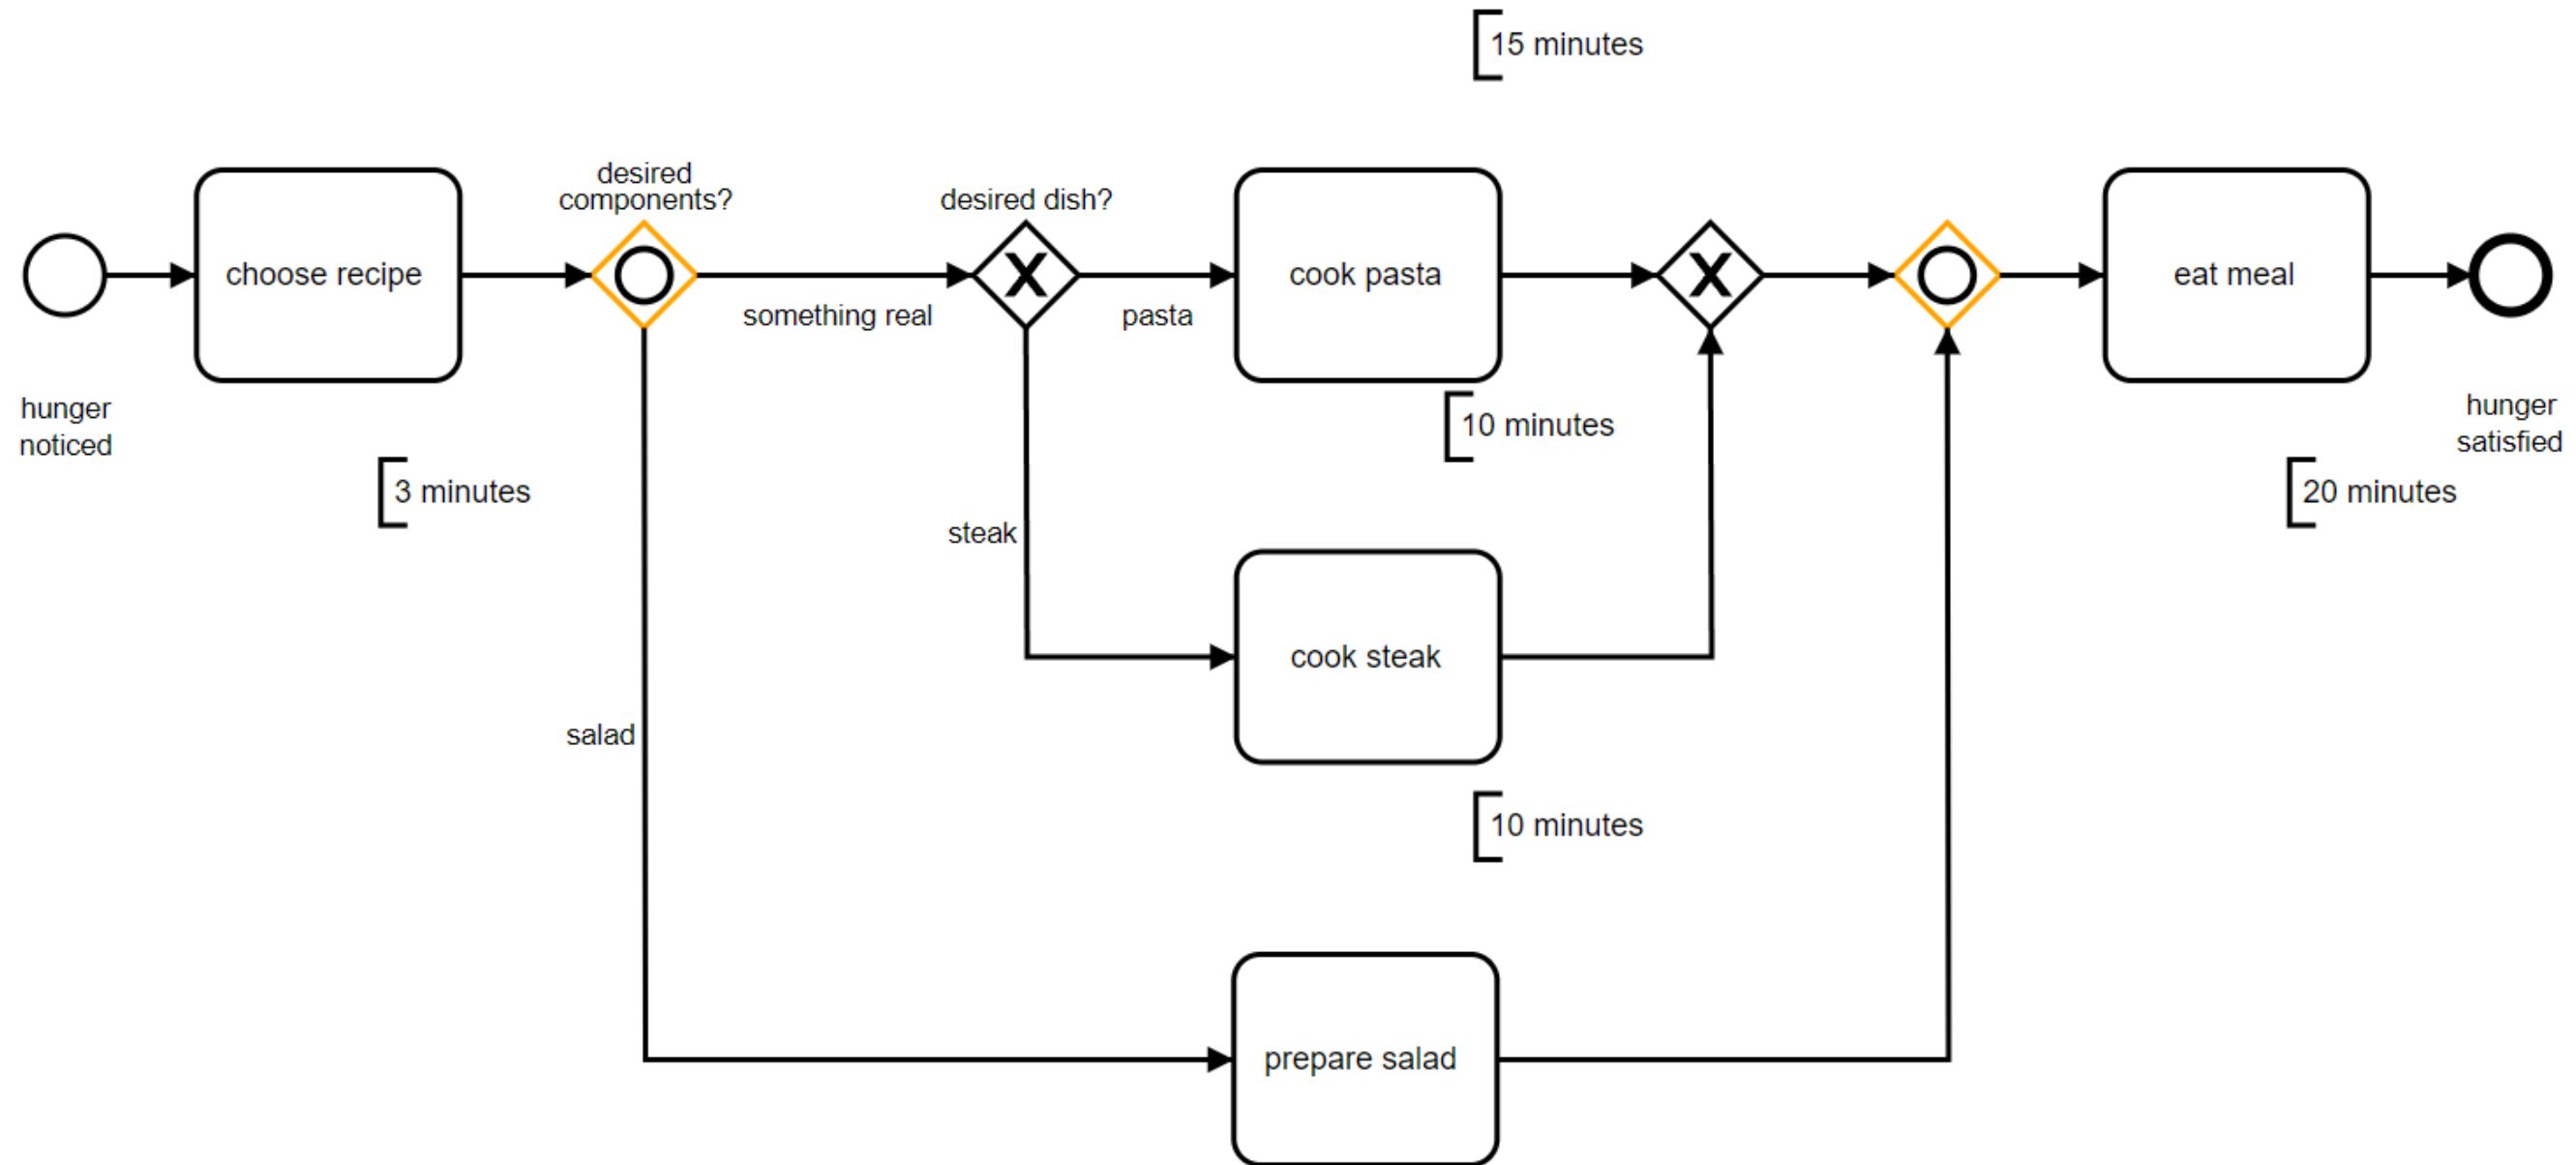 15 minutes
desired
components?
desired dish?
choose recipe
something real
pasta
cook pasta
eat meal
hunger
noticed
3 minutes
10 minutes
hunger
satisfied
20 minutes
steak
cook steak
salad
10 minutes
prepare salad